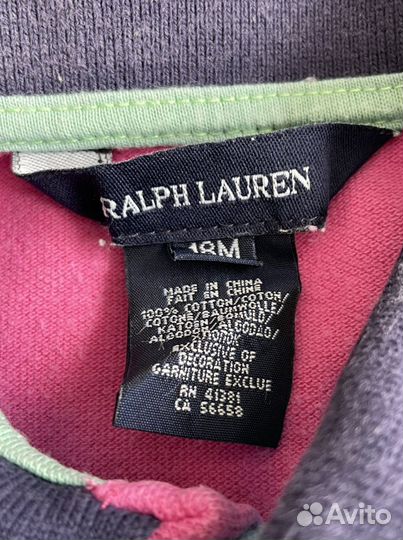 RALPH LAUREN
18M
MADE IN CHINA
FAIT EN CHINE
100% COTTON/COTON/
COTONE/BAUMWOLLE/
KATOEN/ALGODAO/
EXCLUSIVE OF
DECORATION
GARNITURE EXCLUE
RN 41381
CA 56658
Avito